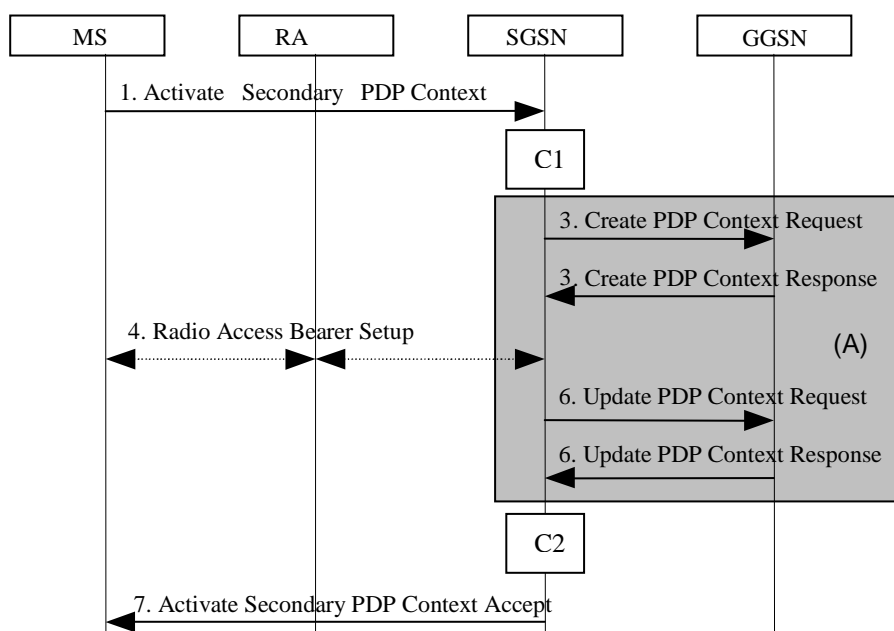 MS RA SGSN GGSN
1. Activate Secondary PDP Context
C1
3. Create PDP Context Request
3. Create PDP Context Response
4. Radio Access Bearer Setup
(A)
6. Update PDP Context Request
6. Update PDP Context Response
C2
7. Activate Secondary PDP Context Accept